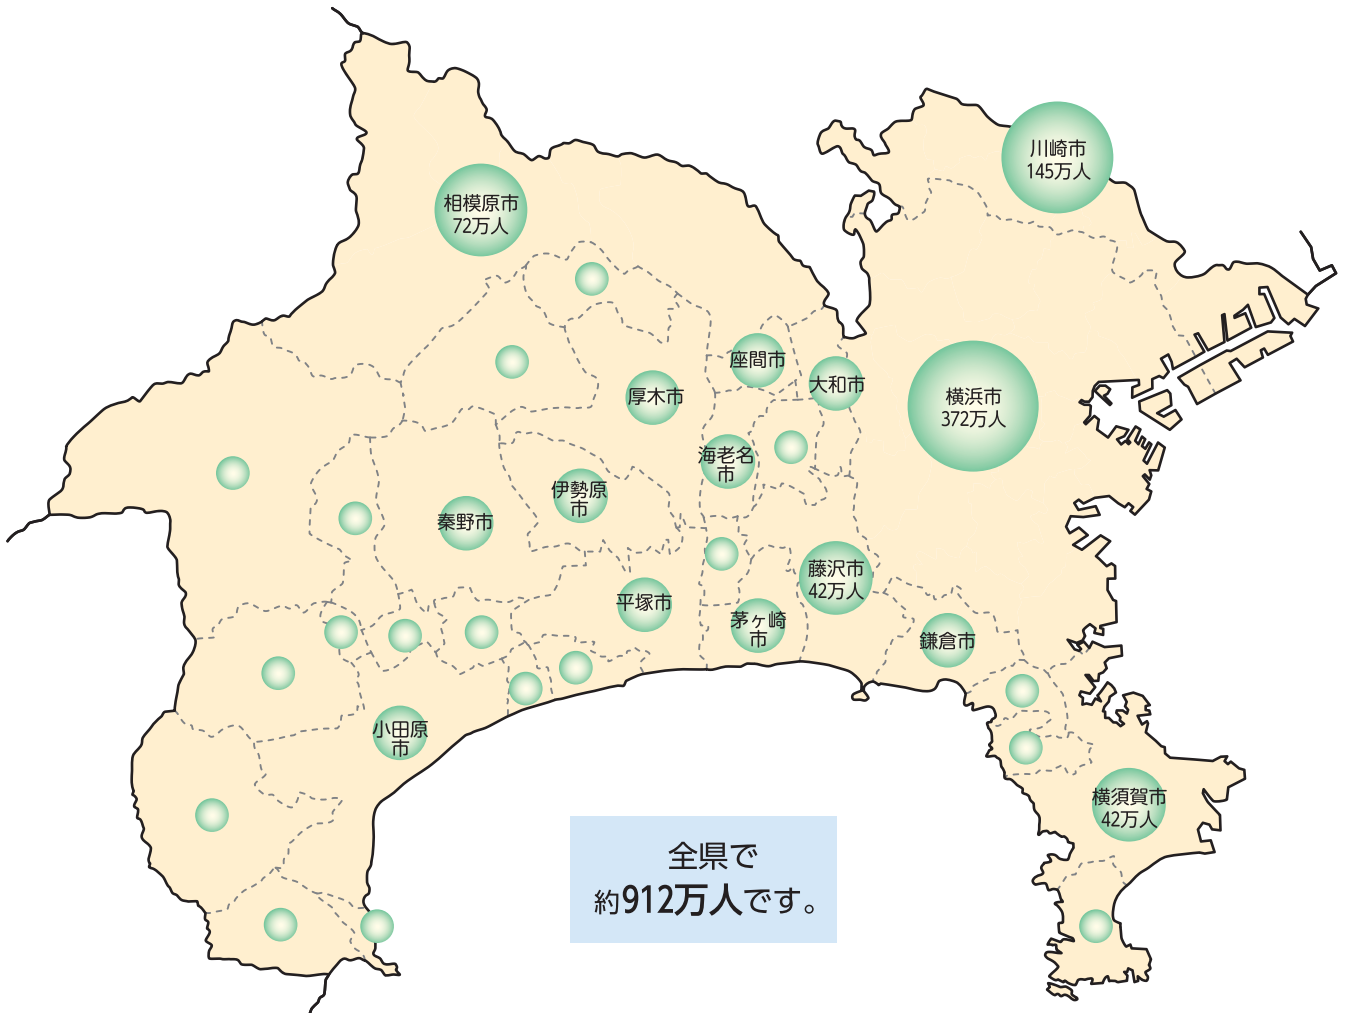 川崎市
145万人
相模原市
72万人
座間市
大和市
厚木市
横浜市
372万人
海老名
市
伊勢原
市
秦野市
藤沢市
42万人
平塚市
茅ヶ崎
市
鎌倉市
小田原
市
横須賀市
42万人
全県で
約912万人です。